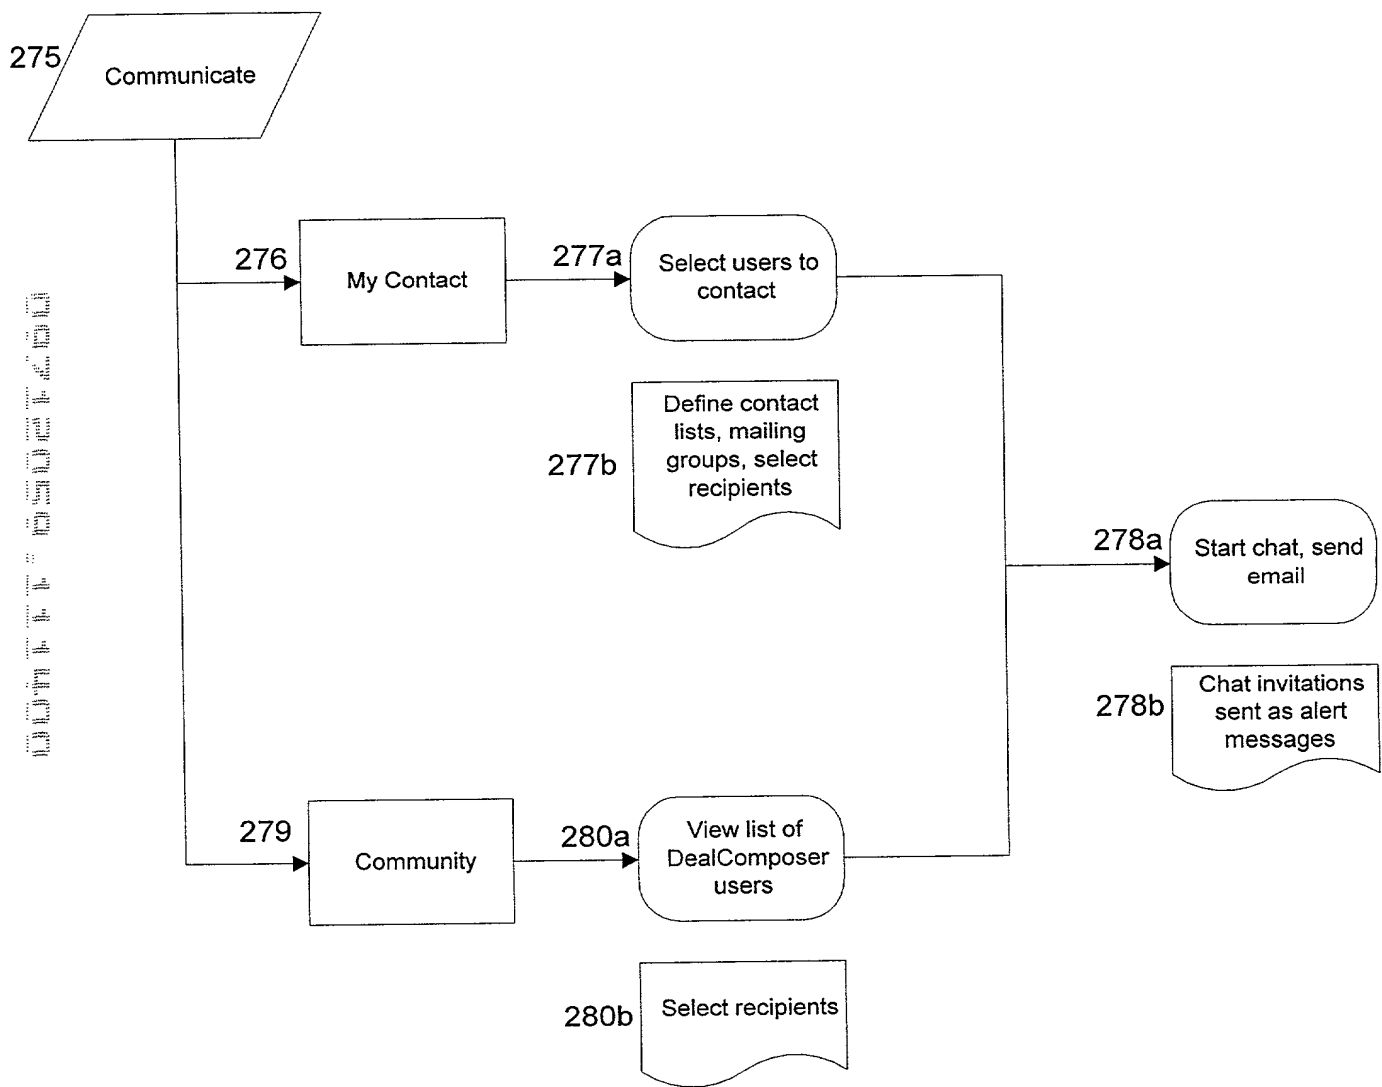 275
Communicate
276
My Contact
277a
Select users to
contact
277b
Define contact
lists, mailing
groups, select
recipients
278a
Start chat, send
email
278b
Chat invitations
sent as alert
messages
279
Community
280a
View list of
DealComposer
users
280b
Select recipients